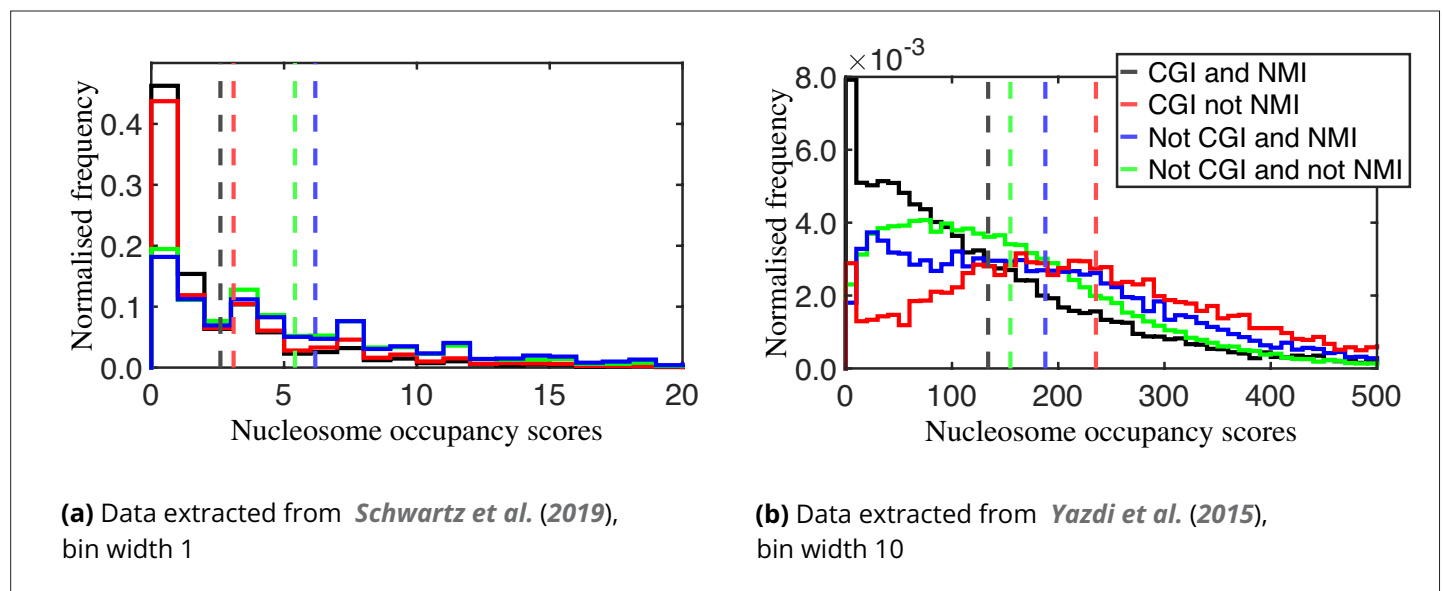 Normalised frequency
0.4
0.3
0.2
0.1
0.0
0 5 10 15 20
Nucleosome occupancy scores
(a) Data extracted from Schwartz et al. (2019),
bin width 1
×10⁻³
Normalised frequency
8.0
6.0
4.0
2.0
0.0
0 100 200 300 400 500
Nucleosome occupancy scores
CGI and NMI
CGI not NMI
Not CGI and NMI
Not CGI and not NMI
(b) Data extracted from Yazdi et al. (2015),
bin width 10